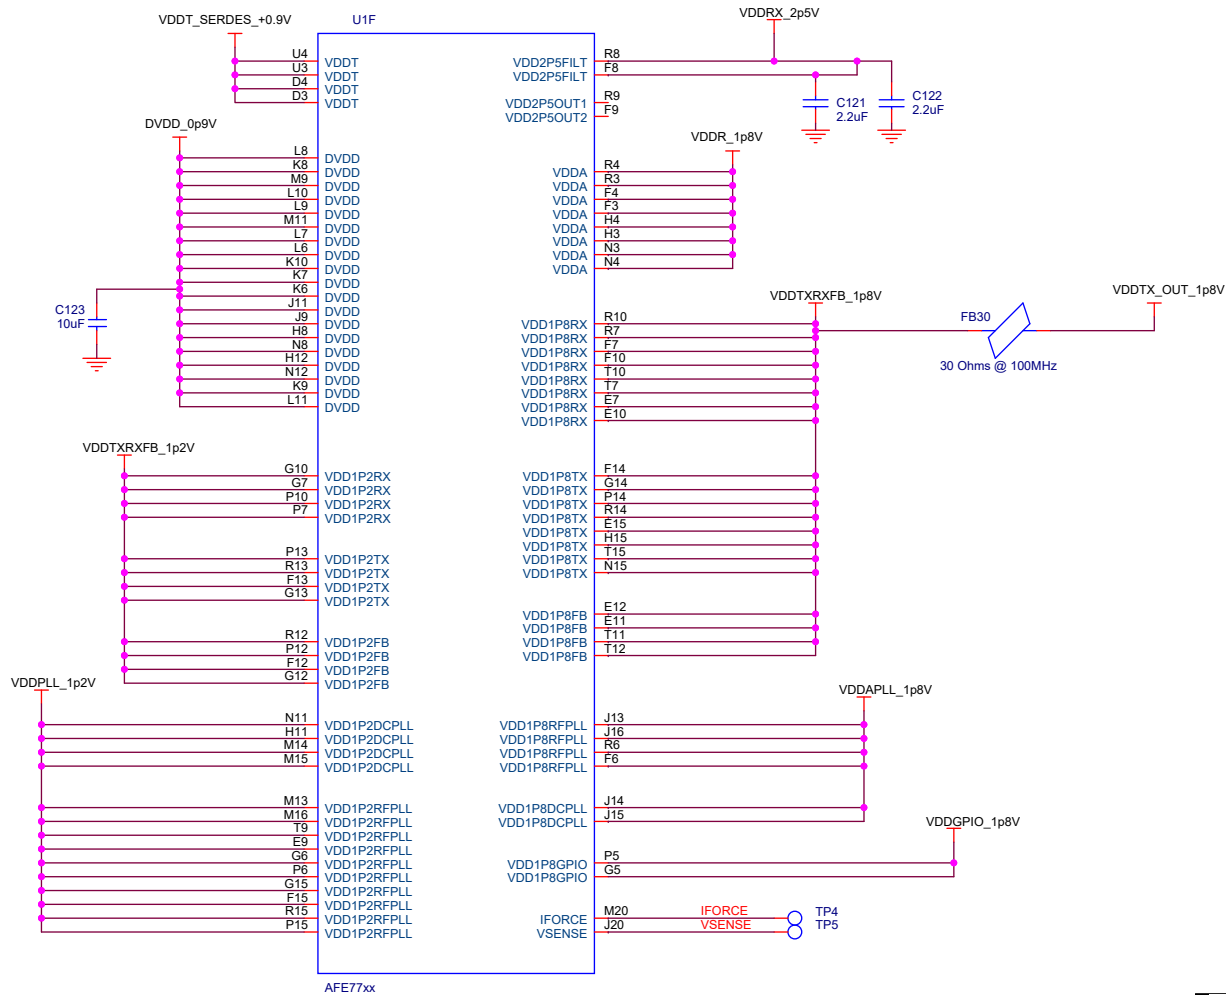 VDDT_SERDES_+0.9V
U1F
VDDRX_2p5V
U4 VDDT
U3 VDDT
D4 VDDT
D3 VDDT
VDD2P5FILT R8
VDD2P5FILT F8
VDD2P5OUT1 R9
VDD2P5OUT2 F9
C121
2.2uF
C122
2.2uF
DVDD_0p9V
L8 DVDD
K8 DVDD
M9 DVDD
L10 DVDD
L9 DVDD
M11 DVDD
L7 DVDD
L6 DVDD
K10 DVDD
K7 DVDD
K6 DVDD
J11 DVDD
J9 DVDD
H8 DVDD
N8 DVDD
H12 DVDD
N12 DVDD
K9 DVDD
L11 DVDD
C123
10uF
VDDR_1p8V
VDDA R4
VDDA R3
VDDA F4
VDDA F3
VDDA H4
VDDA H3
VDDA N3
VDDA N4
VDDTXRXFB_1p8V
VDDTX_OUT_1p8V
FB30
30 Ohms @ 100MHz
VDD1P8RX R10
VDD1P8RX R7
VDD1P8RX F7
VDD1P8RX F10
VDD1P8RX T10
VDD1P8RX T7
VDD1P8RX E7
VDD1P8RX E10
VDDTXRXFB_1p2V
G10 VDD1P2RX
G7 VDD1P2RX
P10 VDD1P2RX
P7 VDD1P2RX
VDD1P8TX F14
VDD1P8TX G14
VDD1P8TX P14
VDD1P8TX R14
VDD1P8TX E15
VDD1P8TX H15
VDD1P8TX T15
VDD1P8TX N15
P13 VDD1P2TX
R13 VDD1P2TX
F13 VDD1P2TX
G13 VDD1P2TX
VDD1P8FB E12
VDD1P8FB E11
VDD1P8FB T11
VDD1P8FB T12
R12 VDD1P2FB
P12 VDD1P2FB
F12 VDD1P2FB
G12 VDD1P2FB
VDDPLL_1p2V
VDDAPLL_1p8V
N11 VDD1P2DCPLL
H11 VDD1P2DCPLL
M14 VDD1P2DCPLL
M15 VDD1P2DCPLL
VDD1P8RFPLL J13
VDD1P8RFPLL J16
VDD1P8RFPLL R6
VDD1P8RFPLL F6
M13 VDD1P2RFPLL
M16 VDD1P2RFPLL
T9 VDD1P2RFPLL
E9 VDD1P2RFPLL
G6 VDD1P2RFPLL
P6 VDD1P2RFPLL
G15 VDD1P2RFPLL
F15 VDD1P2RFPLL
R15 VDD1P2RFPLL
P15 VDD1P2RFPLL
VDD1P8DCPLL J14
VDD1P8DCPLL J15
VDDGPIO_1p8V
VDD1P8GPIO P5
VDD1P8GPIO G5
IFORCE M20 IFORCE TP4
VSENSE J20 VSENSE TP5
AFE77xx